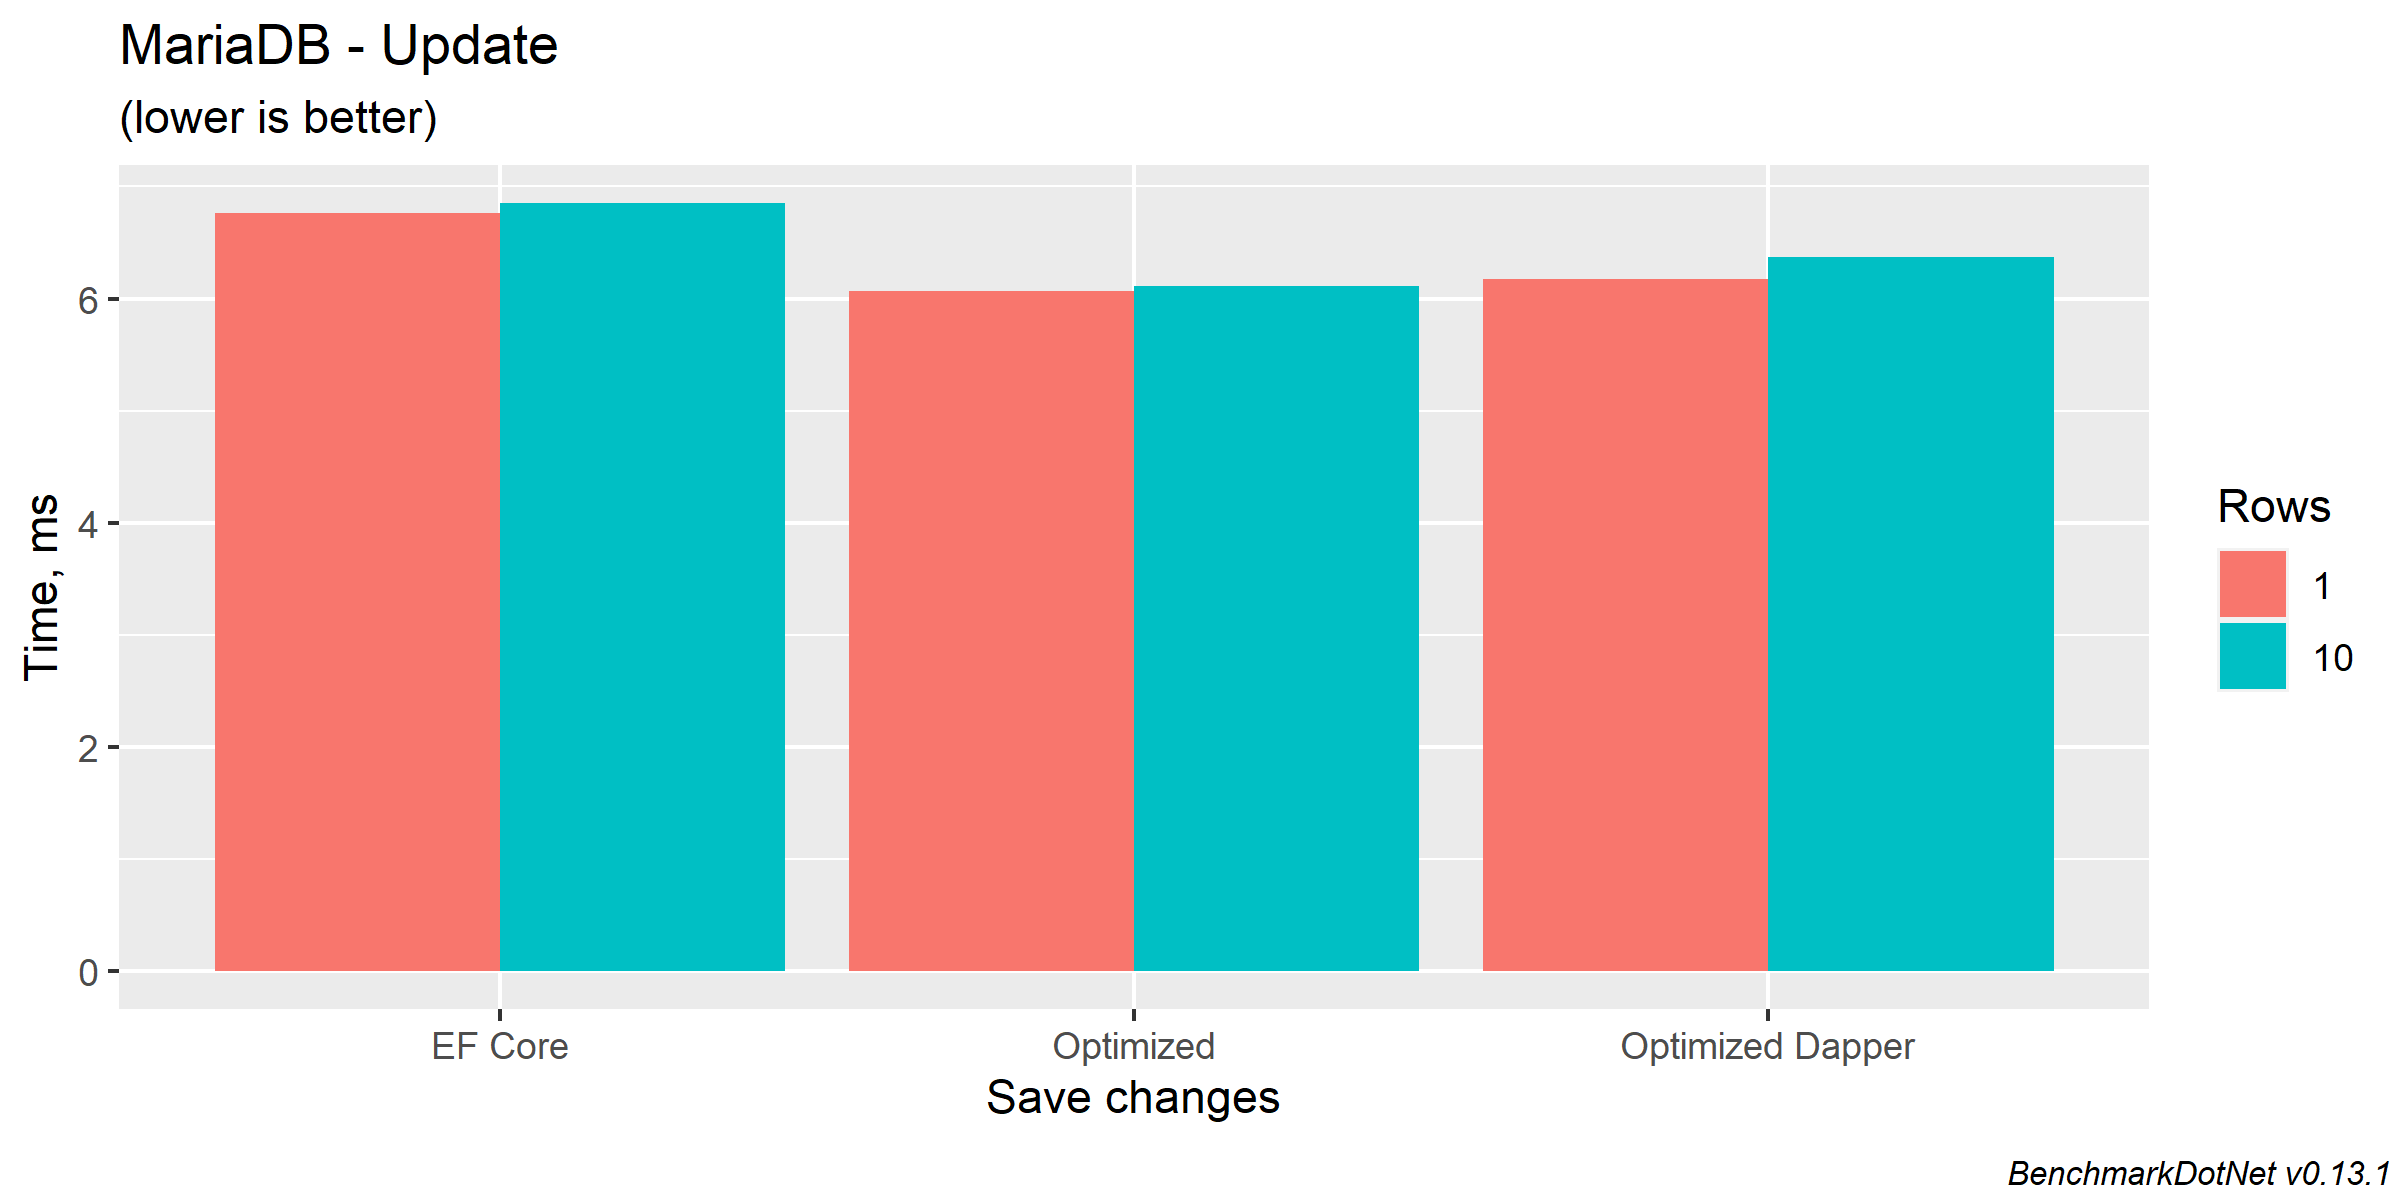 MariaDB - Update
(lower is better)
Time, ms
6
4
2
0
EF Core
Optimized
Optimized Dapper
Save changes
Rows
1
10
BenchmarkDotNet v0.13.1